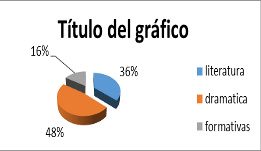 Título del gráfico
16%
36%
48%
literatura
dramatica
formativas